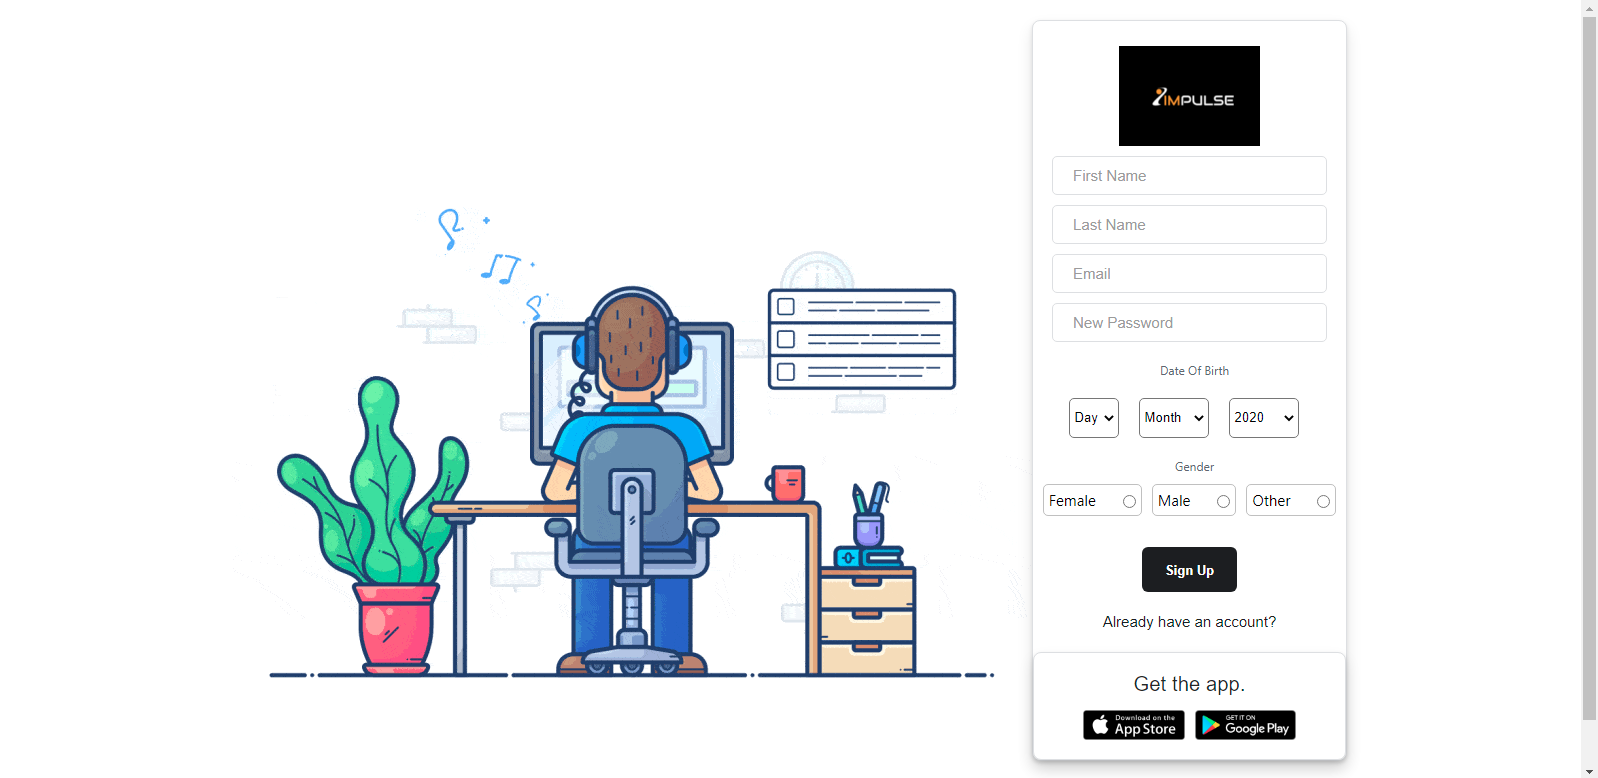 IMPULSE
First Name
Last Name
Email
New Password
Date Of Birth
Day Month 2020
Gender
Female Male Other
Sign Up
Already have an account?
Get the app.
Download on the App Store
GET IT ON Google Play